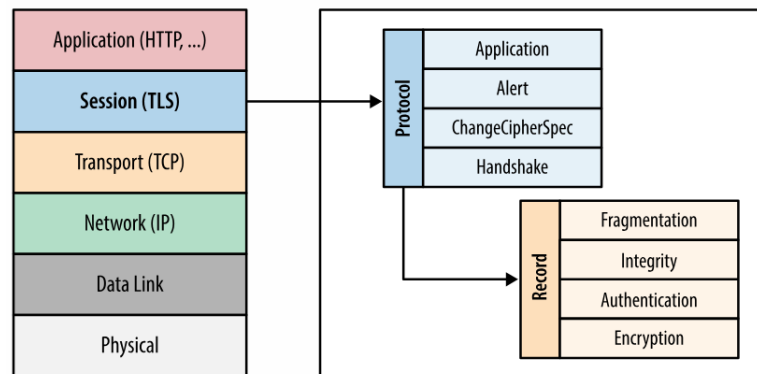 Application (HTTP, ...)
Session (TLS)
Transport (TCP)
Network (IP)
Data Link
Physical
Protocol
Application
Alert
ChangeCipherSpec
Handshake
Record
Fragmentation
Integrity
Authentication
Encryption